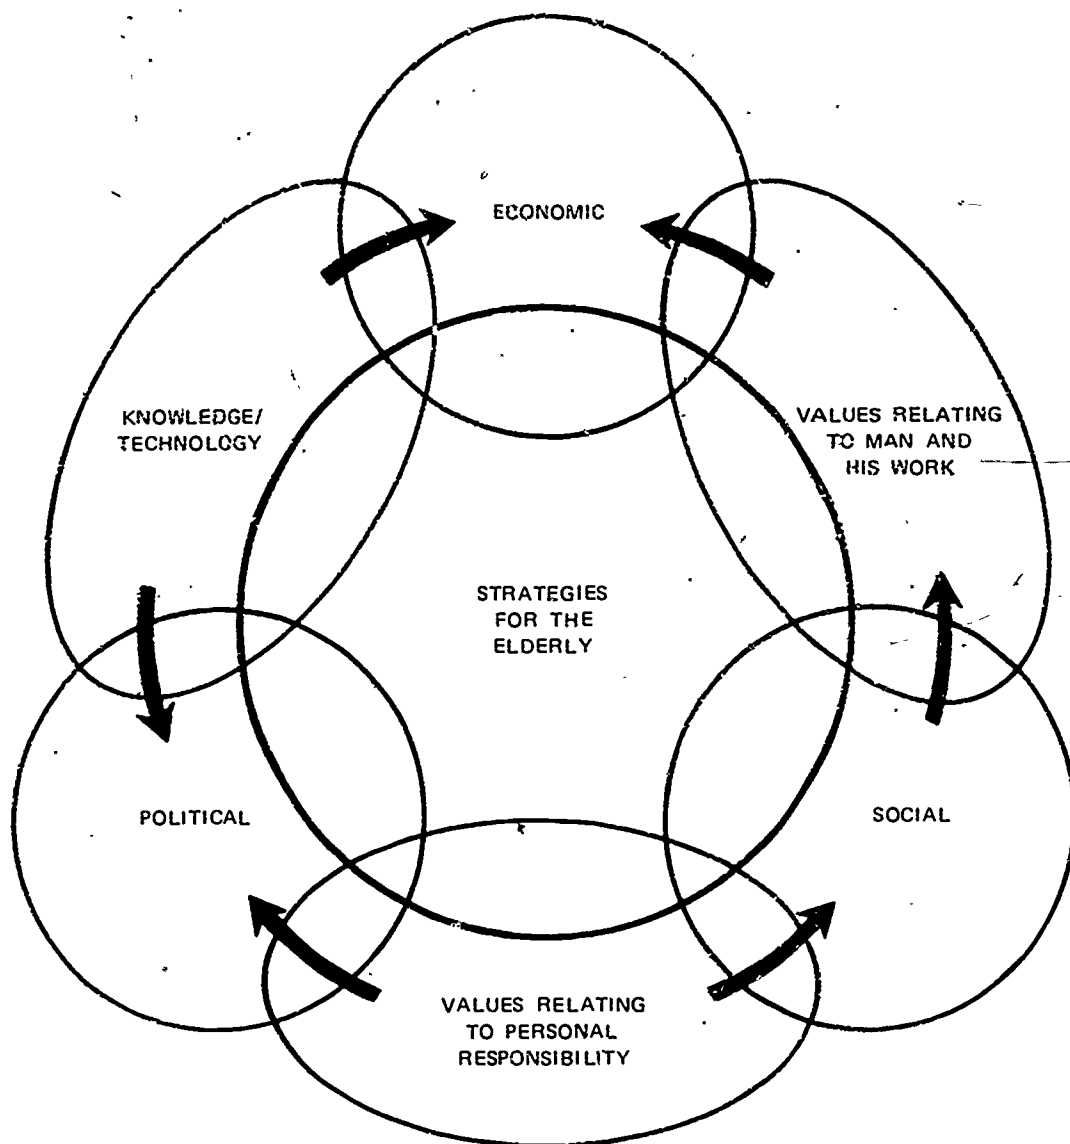 ECONOMIC
KNOWLEDGE/
TECHNOLOGY
VALUES RELATING
TO MAN AND
HIS WORK
STRATEGIES
FOR THE
ELDERLY
POLITICAL
SOCIAL
VALUES RELATING
TO PERSONAL
RESPONSIBILITY